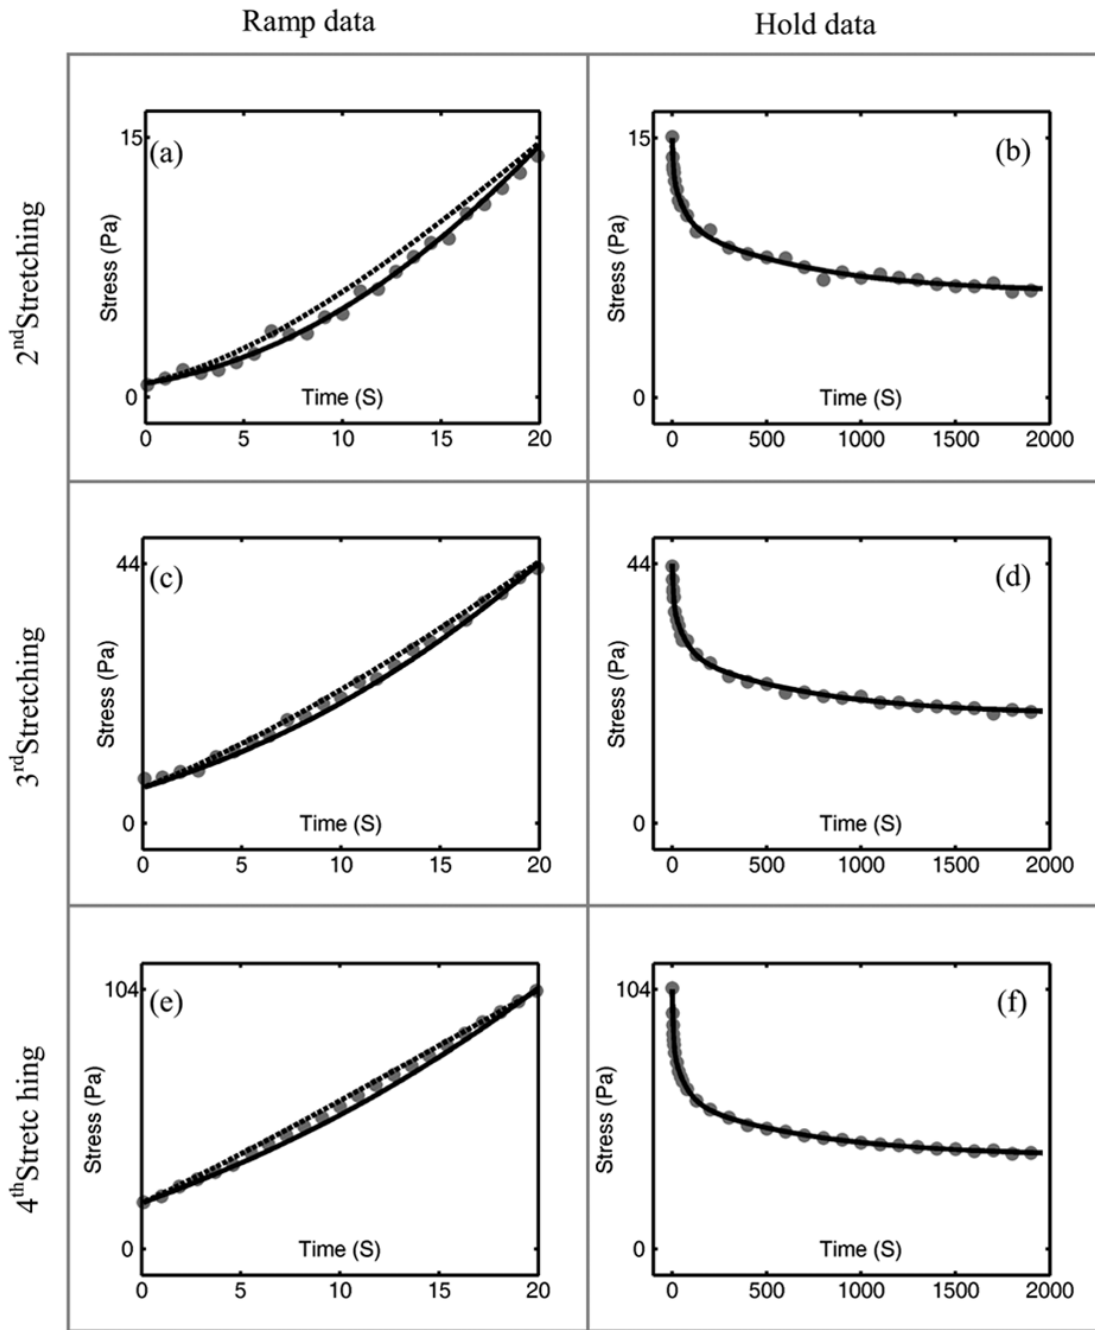 Ramp data
Hold data
2ndStretching
15
(a)
Stress (Pa)
0
Time (S)
0 5 10 15 20
15
(b)
Stress (Pa)
0
Time (S)
0 500 1000 1500 2000
3rdStretching
44
(c)
Stress (Pa)
0
Time (S)
0 5 10 15 20
44
(d)
Stress (Pa)
0
Time (S)
0 500 1000 1500 2000
4thStretc hing
104
(e)
Stress (Pa)
0
Time (S)
0 5 10 15 20
104
(f)
Stress (Pa)
0
Time (S)
0 500 1000 1500 2000